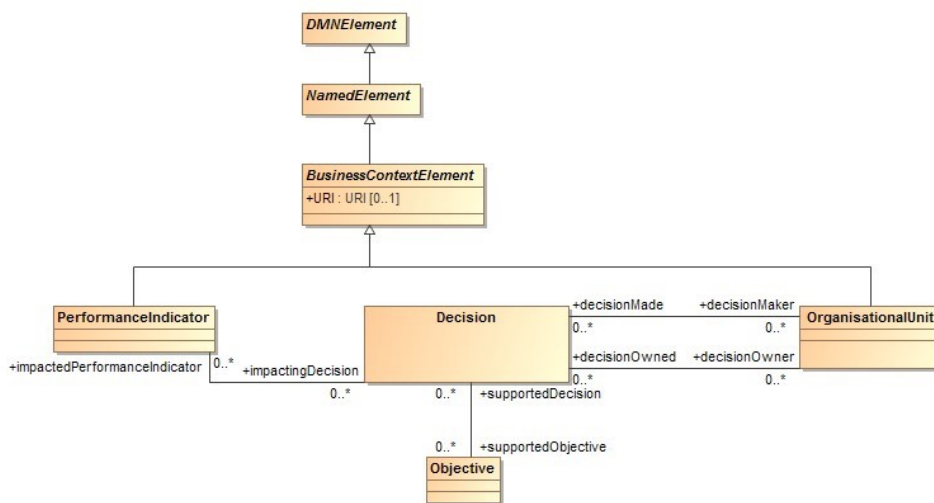 DMNElement
NamedElement
BusinessContextElement
+URI : URI [0..1]
PerformanceIndicator
Decision
+decisionMade
+decisionMaker
OrganisationalUnit
0..*
0..*
+impactedPerformanceIndicator
0..*
+impactingDecision
+decisionOwned
+decisionOwner
0..*
0..*
0..*
0..*
+supportedDecision
0..*
+supportedObjective
Objective